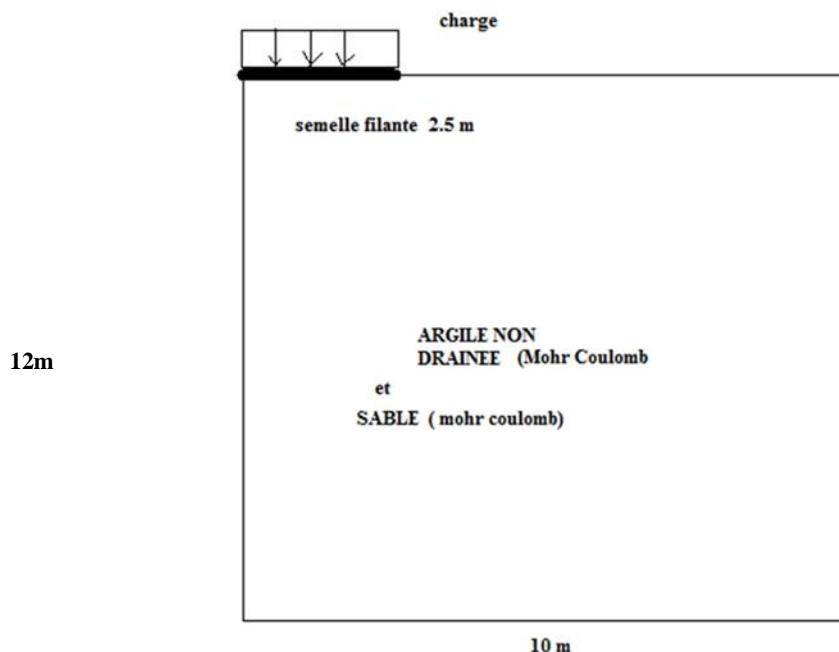 charge
semelle filante 2.5 m
12m
ARGILE NON
DRAINEE (Mohr Coulomb
et
SABLE ( mohr coulomb)
10 m